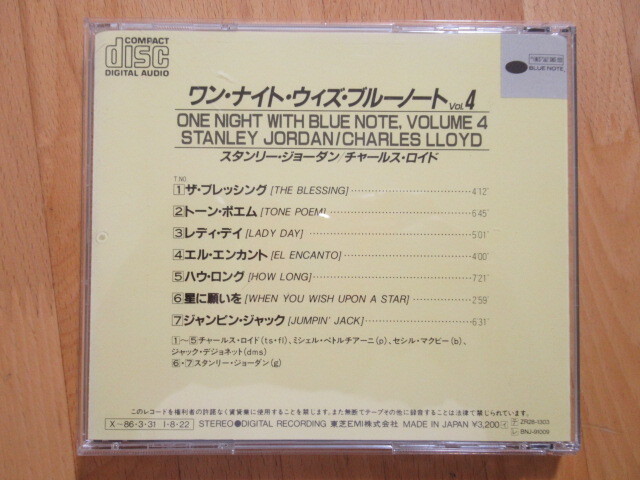 COMPACT
disc
DIGITAL AUDIO
BLUE NOTE
ワン・ナイト・ウィズ・ブルーノート Vol.4
ONE NIGHT WITH BLUE NOTE, VOLUME 4
STANLEY JORDAN/CHARLES LLOYD
スタンリー・ジョーダン/チャールス・ロイド
T.NO.
1 ザ・ブレッシング [THE BLESSING] 4'12"
2 トーン・ポエム [TONE POEM] 6'45"
3 レディ・デイ [LADY DAY] 5'01"
4 エル・エンカント [EL ENCANTO] 4'00"
5 ハウ・ロング [HOW LONG] 7'21"
6 星に願いを [WHEN YOU WISH UPON A STAR] 2'59"
7 ジャンピン・ジャック [JUMPIN' JACK] 6'31"
1〜5 チャールス・ロイド(ts・fl)、ミシェル・ペトルチアーニ(p)、セシル・マクビー(b)、
ジャック・デジョネット(dms)
6・7 スタンリー・ジョーダン(g)
このレコードを権利者の許諾なく賃貸業に使用することを禁じます。また無断でテープその他に録音することは法律で禁じられています。
X-86・3・31 1・8・22 STEREO●DIGITAL RECORDING 東芝EMI株式会社 MADE IN JAPAN ¥3,200